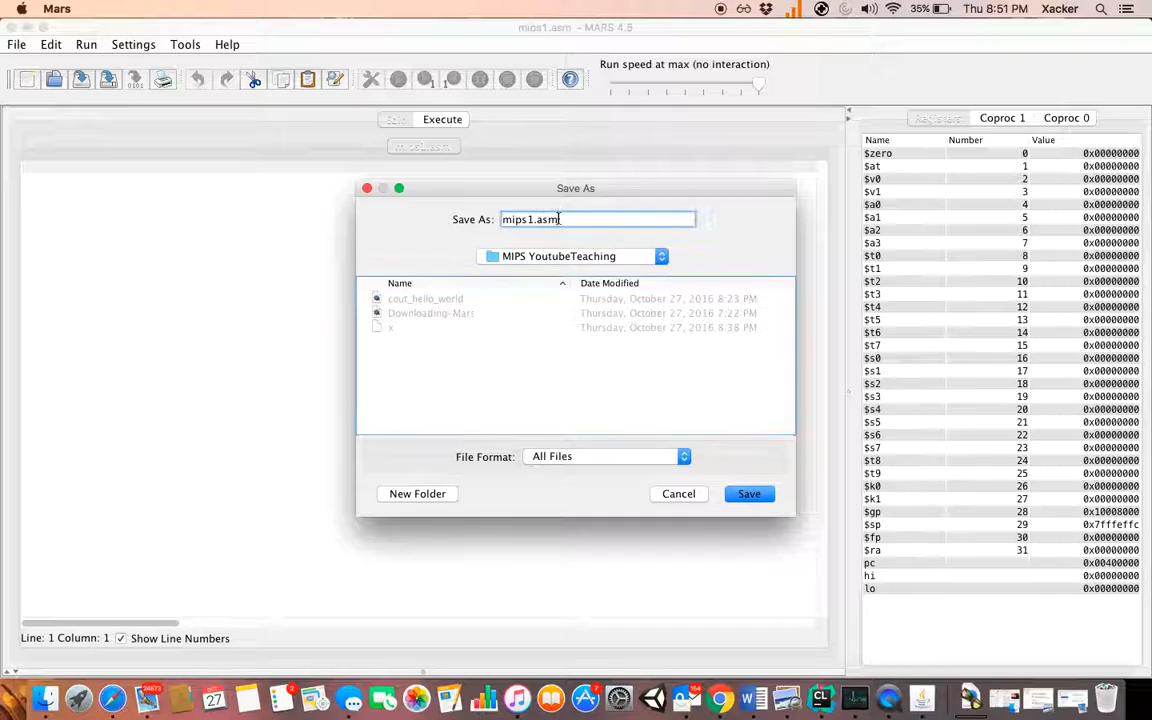 Mars
35%
Thu 8:51 PM
Xacker
mips1.asm - MARS 4.5
File Edit Run Settings Tools Help
Run speed at max (no interaction)
Edit Execute
mips1.asm
Registers Coproc 1 Coproc 0
Name Number Value
$zero 0 0x00000000
$at 1 0x00000000
$v0 2 0x00000000
$v1 3 0x00000000
$a0 4 0x00000000
$a1 5 0x00000000
$a2 6 0x00000000
$a3 7 0x00000000
$t0 8 0x00000000
$t1 9 0x00000000
$t2 10 0x00000000
$t3 11 0x00000000
$t4 12 0x00000000
$t5 13 0x00000000
$t6 14 0x00000000
$t7 15 0x00000000
$s0 16 0x00000000
$s1 17 0x00000000
$s2 18 0x00000000
$s3 19 0x00000000
$s4 20 0x00000000
$s5 21 0x00000000
$s6 22 0x00000000
$s7 23 0x00000000
$t8 24 0x00000000
$t9 25 0x00000000
$k0 26 0x00000000
$k1 27 0x00000000
$gp 28 0x10008000
$sp 29 0x7fffeffc
$fp 30 0x00000000
$ra 31 0x00000000
pc 0x00400000
hi 0x00000000
lo 0x00000000
Save As
Save As: mips1.asm
MIPS YoutubeTeaching
Name Date Modified
cout_hello_world Thursday, October 27, 2016 8:23 PM
Downloading-Mars Thursday, October 27, 2016 7:22 PM
x Thursday, October 27, 2016 8:38 PM
File Format: All Files
New Folder Cancel Save
Line: 1 Column: 1 Show Line Numbers